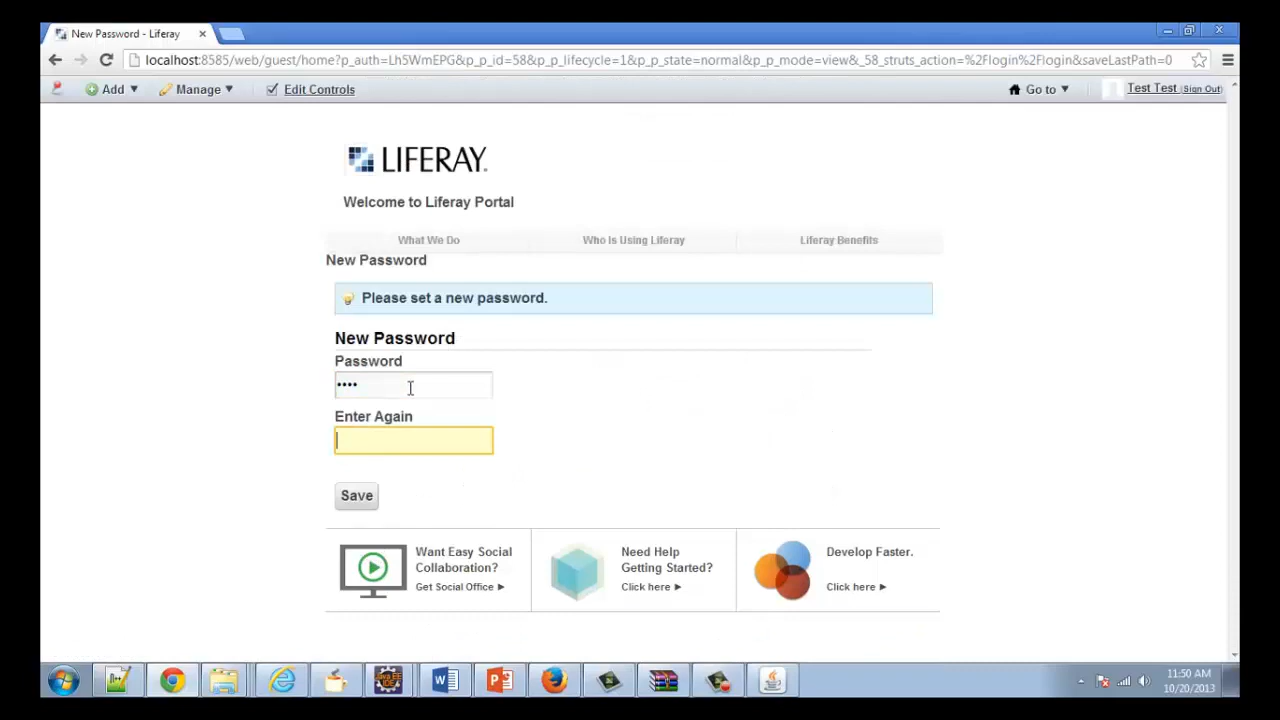 New Password - Liferay
localhost:8585/web/guest/home?p_auth=Lh5WmEPG&p_p_id=58&p_p_lifecycle=1&p_p_state=normal&p_p_mode=view&_58_struts_action=%2Flogin%2Flogin&saveLastPath=0
Add Manage Edit Controls Go to Test Test (Sign Out)
LIFERAY.
Welcome to Liferay Portal
What We Do Who Is Using Liferay Liferay Benefits
New Password
Please set a new password.
New Password
Password
••••
Enter Again
Save
Want Easy Social Collaboration?
Get Social Office ►
Need Help Getting Started?
Click here ►
Develop Faster.
Click here ►
11:50 AM
10/20/2013